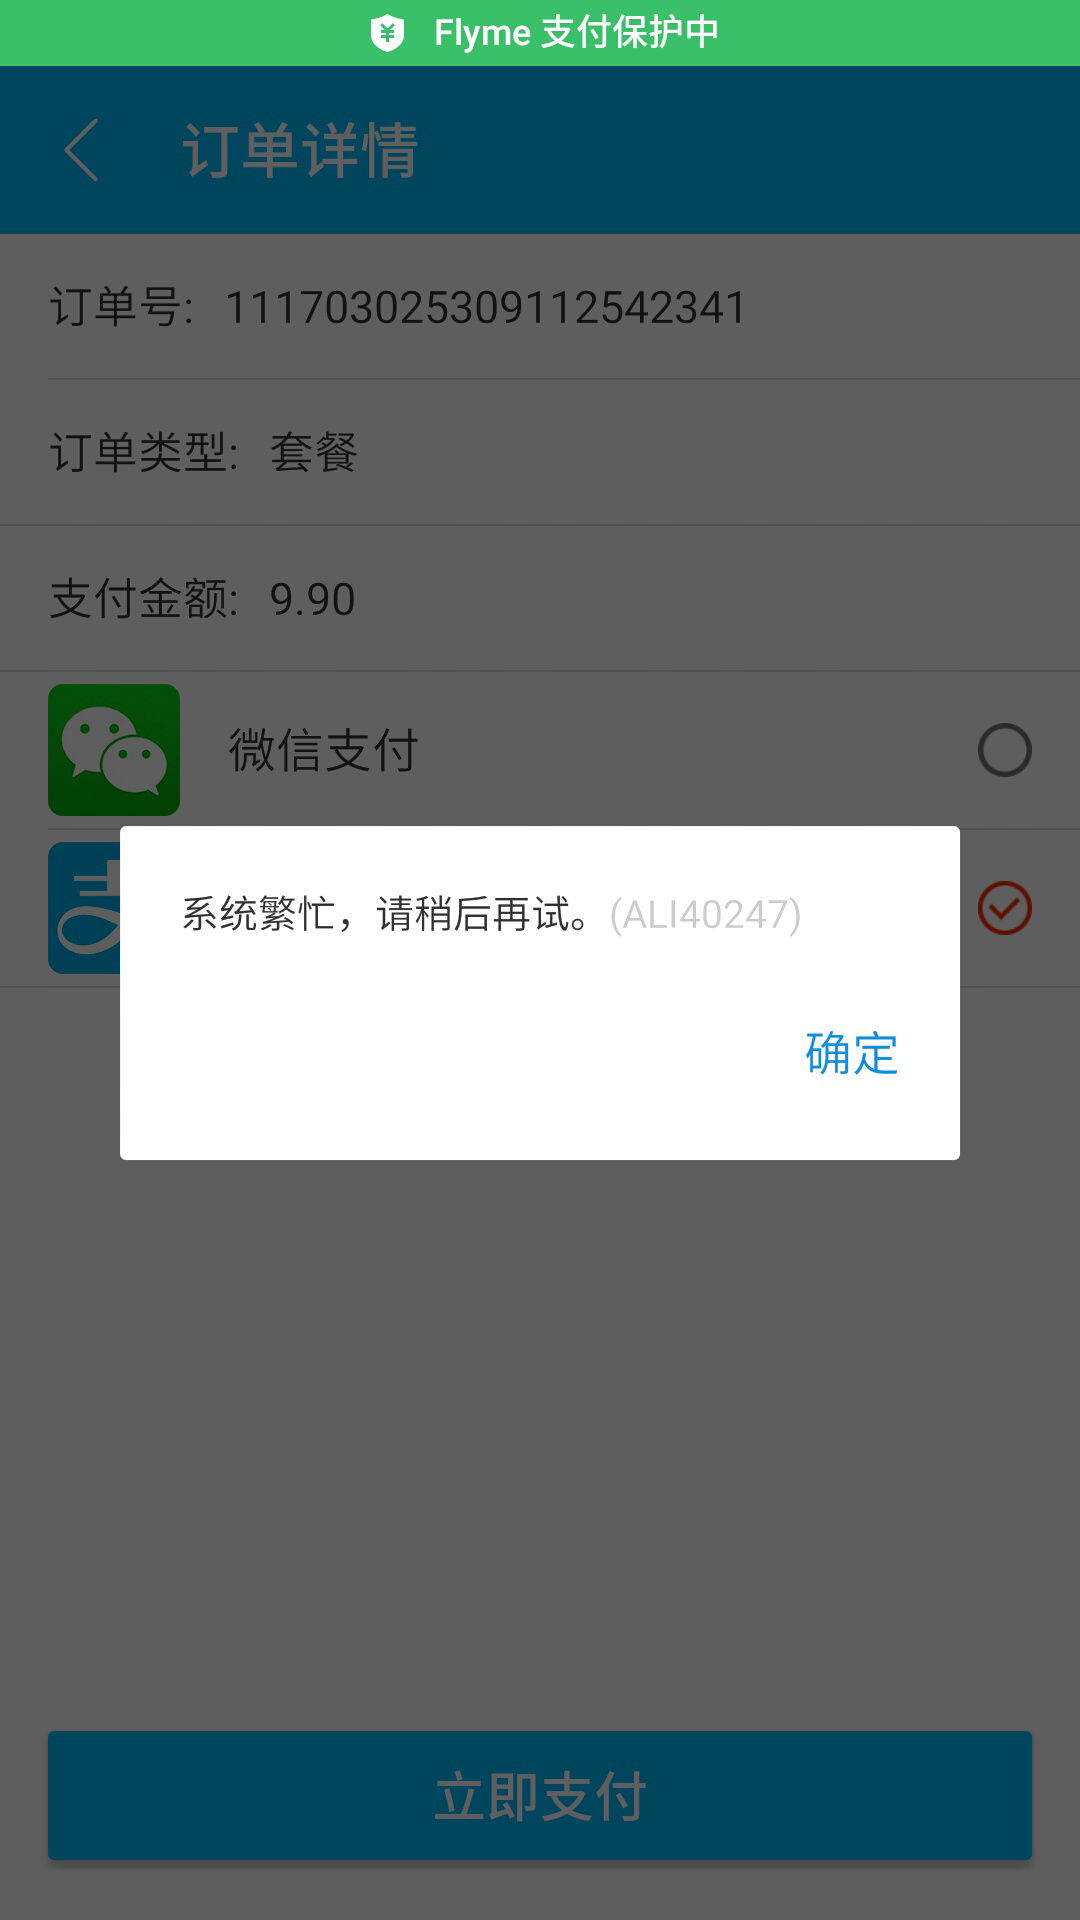 Flyme 支付保护中
订单详情
订单号: 111703025309112542341
订单类型: 套餐
支付金额: 9.90
微信支付
系统繁忙，请稍后再试。(ALI40247)
确定
立即支付